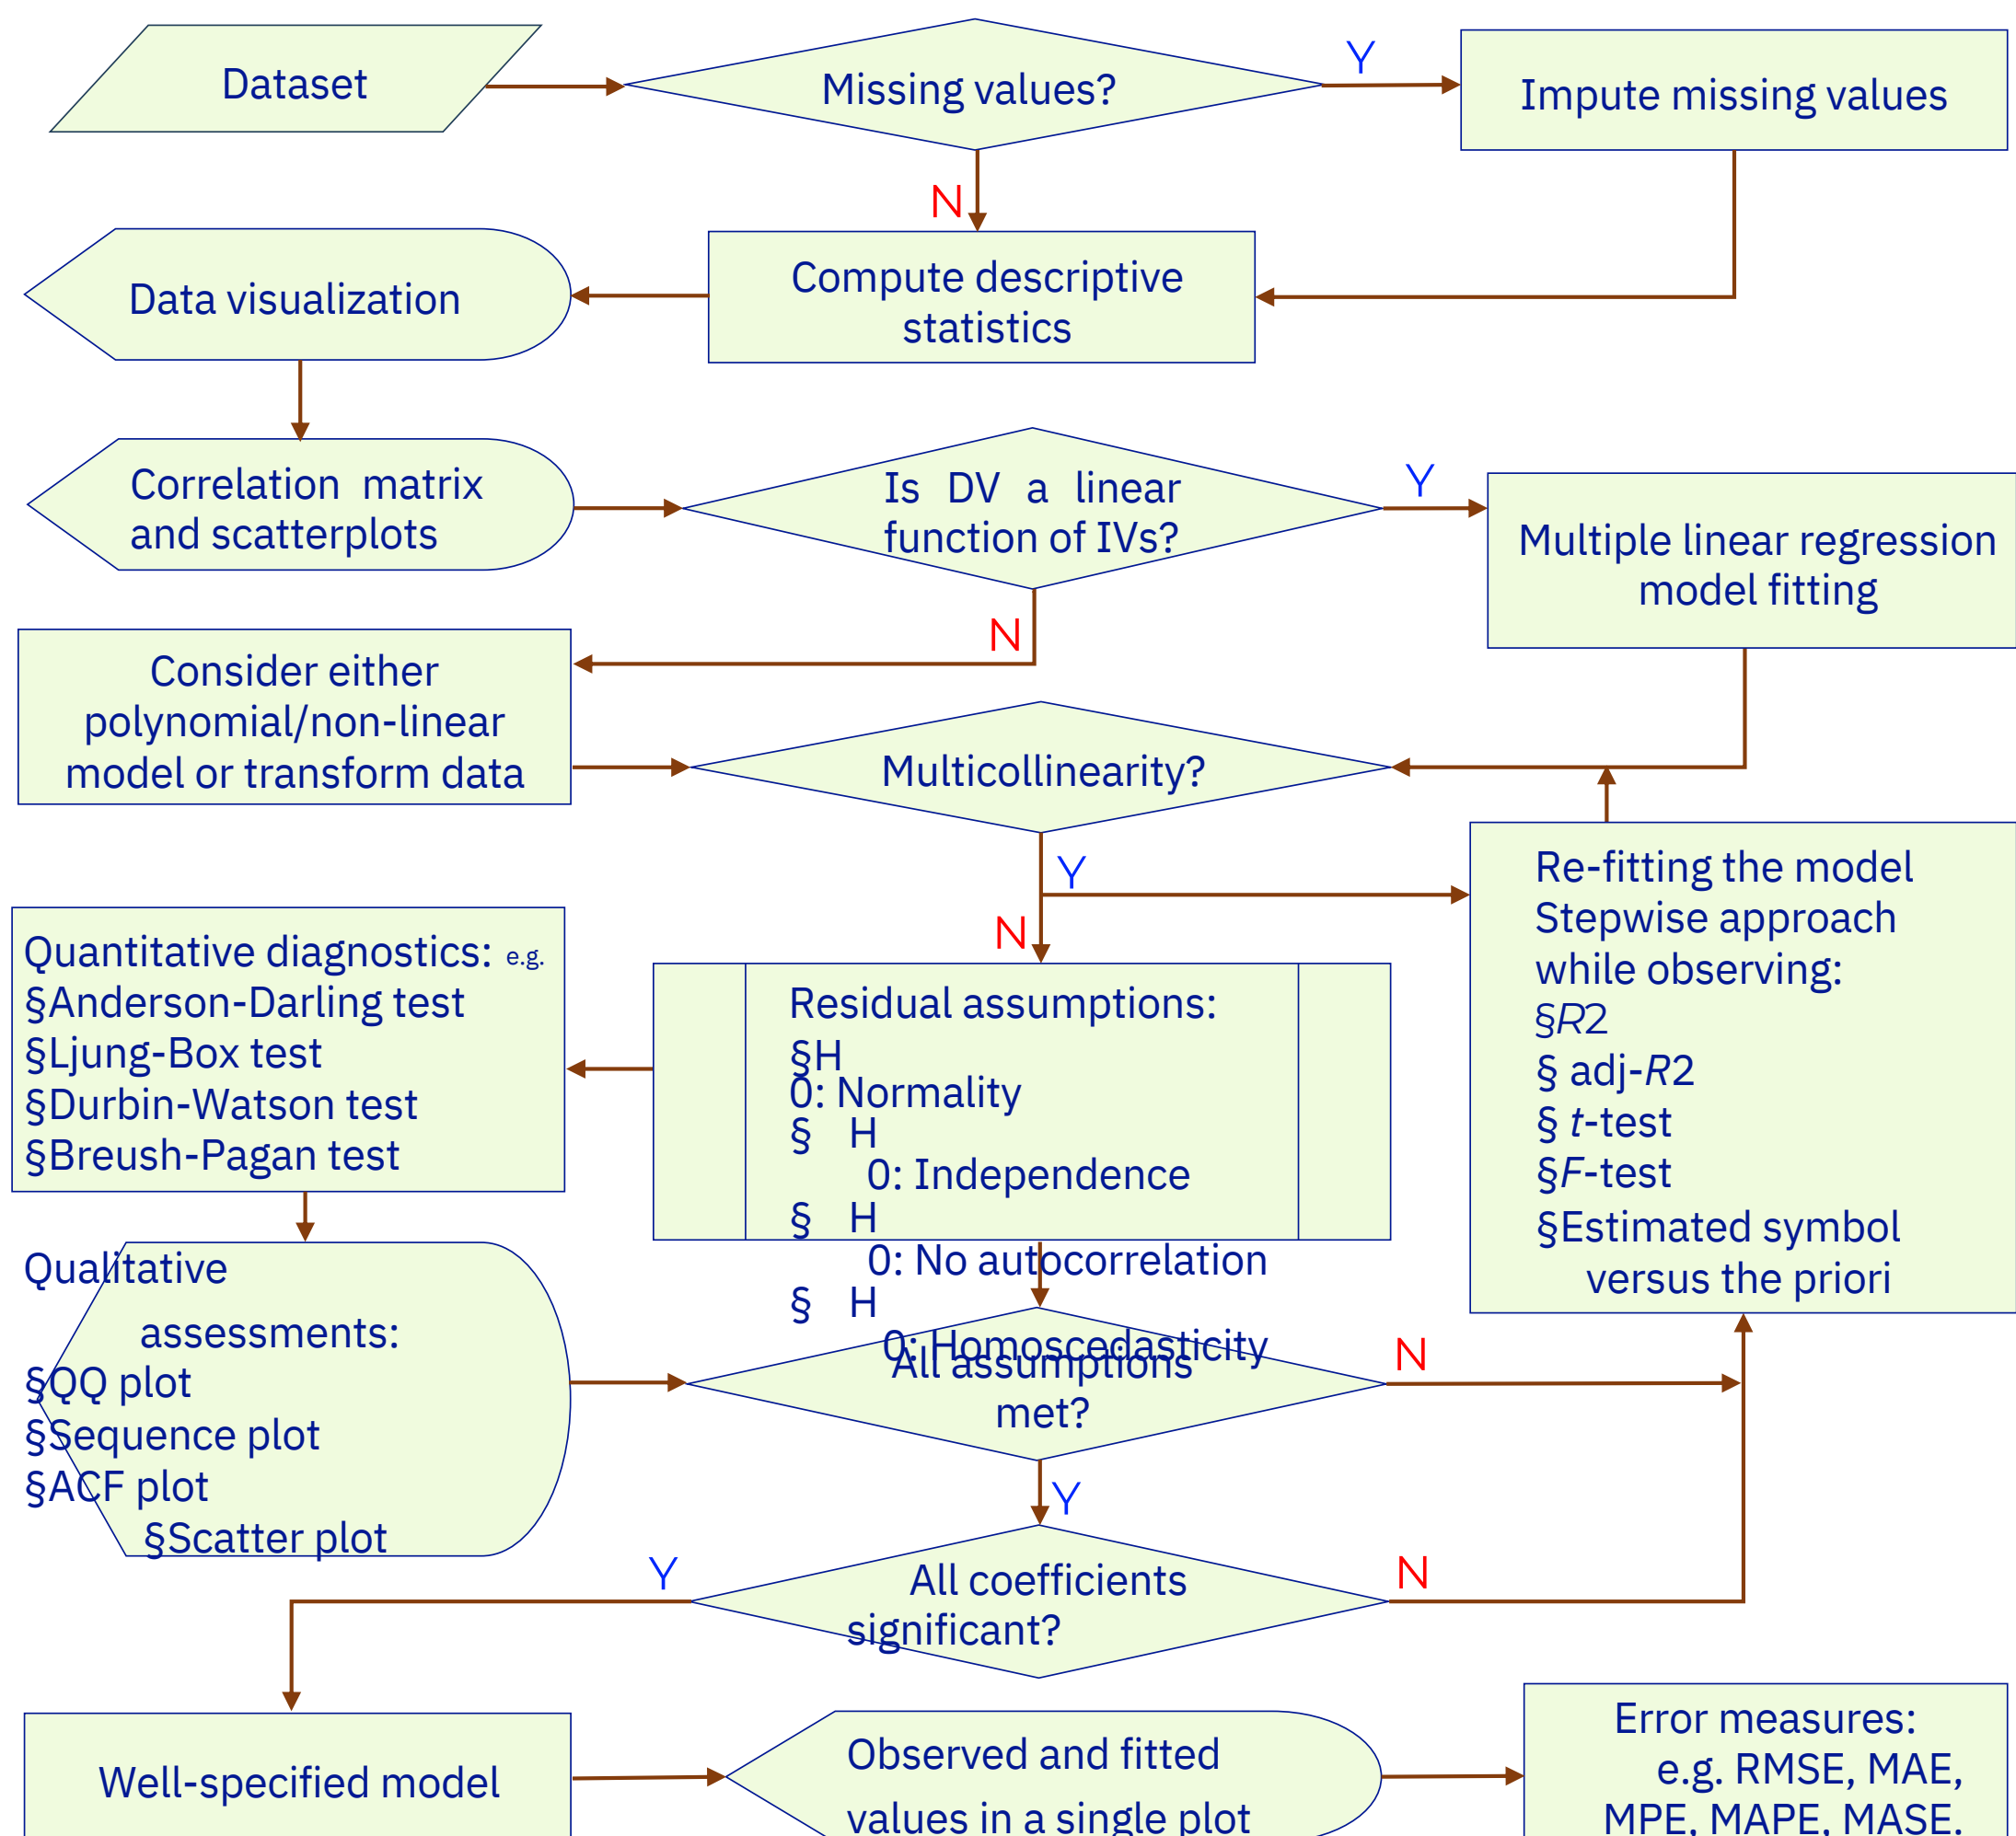 Dataset
Missing values?
Y
Impute missing values
N
Data visualization
Compute descriptive
statistics
Correlation matrix
and scatterplots
Is DV a linear
function of IVs?
Y
Multiple linear regression
model fitting
N
Consider either
polynomial/non-linear
model or transform data
Multicollinearity?
Y
N
Re-fitting the model
Stepwise approach
while observing:
§R2
§ adj-R2
§ t-test
§F-test
§Estimated symbol
versus the priori
Quantitative diagnostics: e.g.
§Anderson-Darling test
§Ljung-Box test
§Durbin-Watson test
§Breush-Pagan test
Residual assumptions:
§H
0: Normality
§ H
0: Independence
§ H
0: No autocorrelation
§ H
0: Homoscedasticity
Qualitative
assessments:
§QQ plot
§Sequence plot
§ACF plot
§Scatter plot
All assumptions
met?
N
Y
All coefficients
significant?
Y
N
Well-specified model
Observed and fitted
values in a single plot
Error measures:
e.g. RMSE, MAE,
MPE, MAPE, MASE.